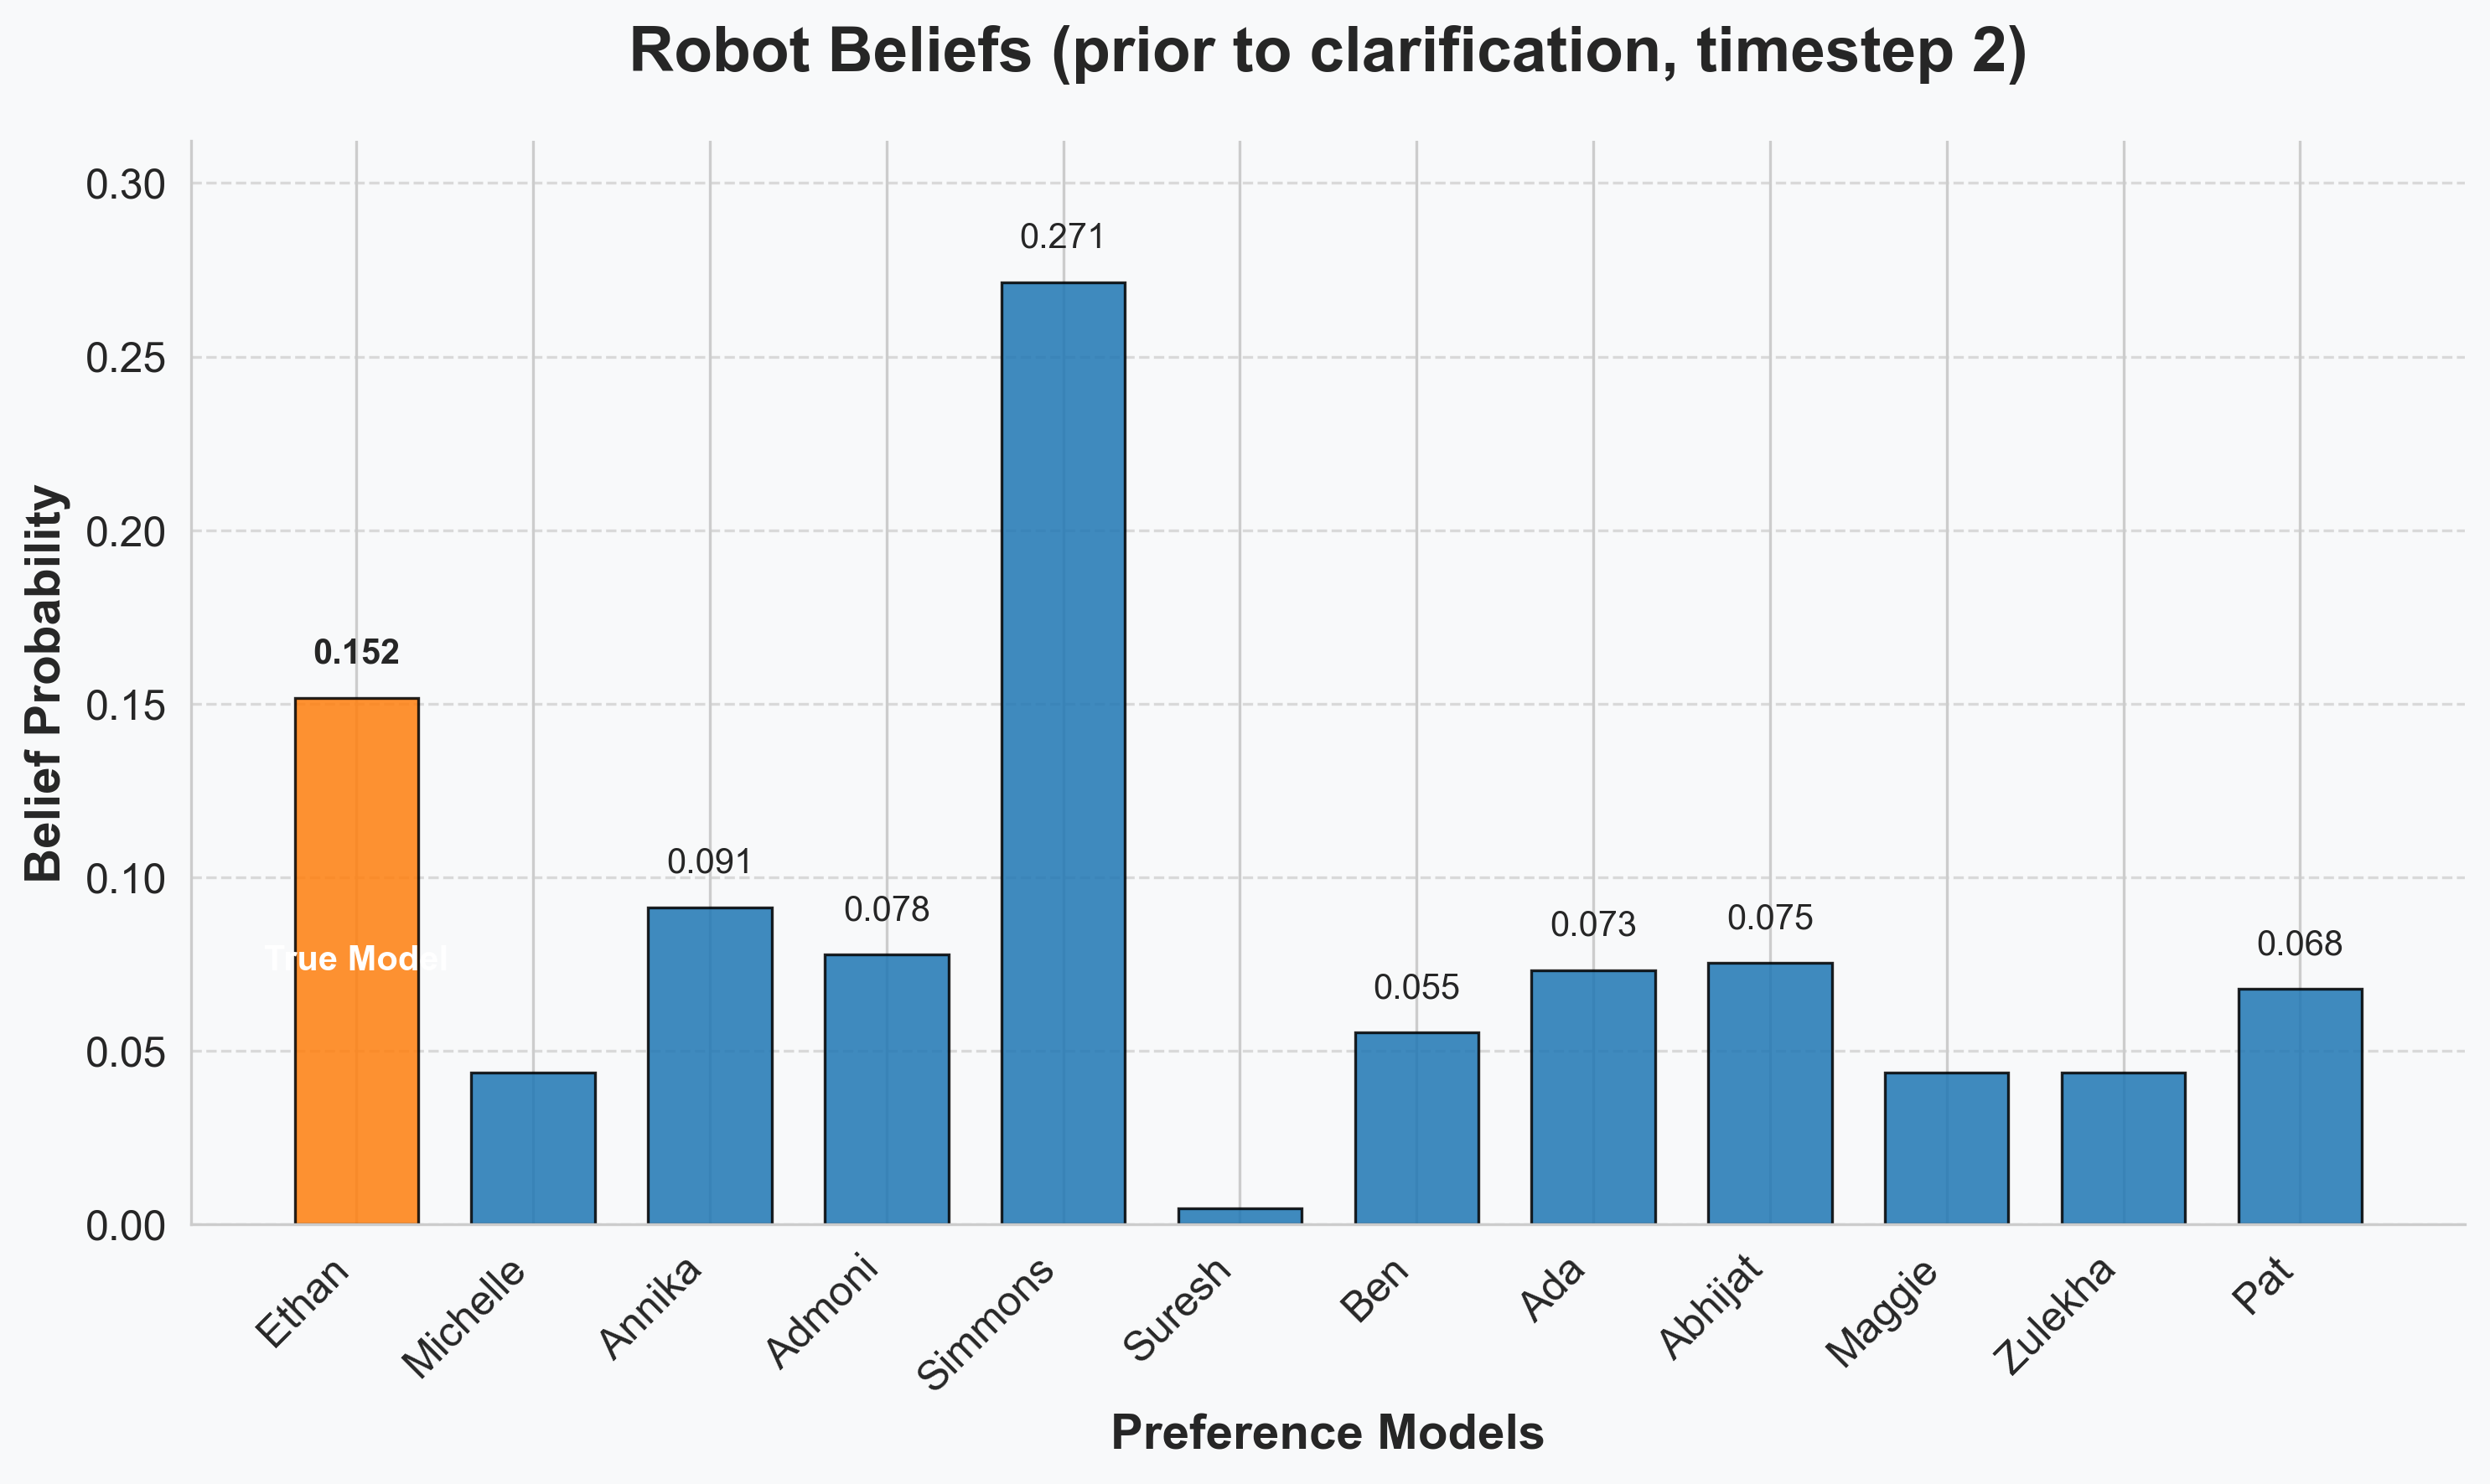 Robot Beliefs (prior to clarification, timestep 2)
Belief Probability
0.30
0.25
0.20
0.15
0.10
0.05
0.00
0.152
True Model
0.091
0.078
0.271
0.055
0.073
0.075
0.068
Ethan
Michelle
Annika
Admoni
Simmons
Suresh
Ben
Ada
Abhijat
Maggie
Zulekha
Pat
Preference Models